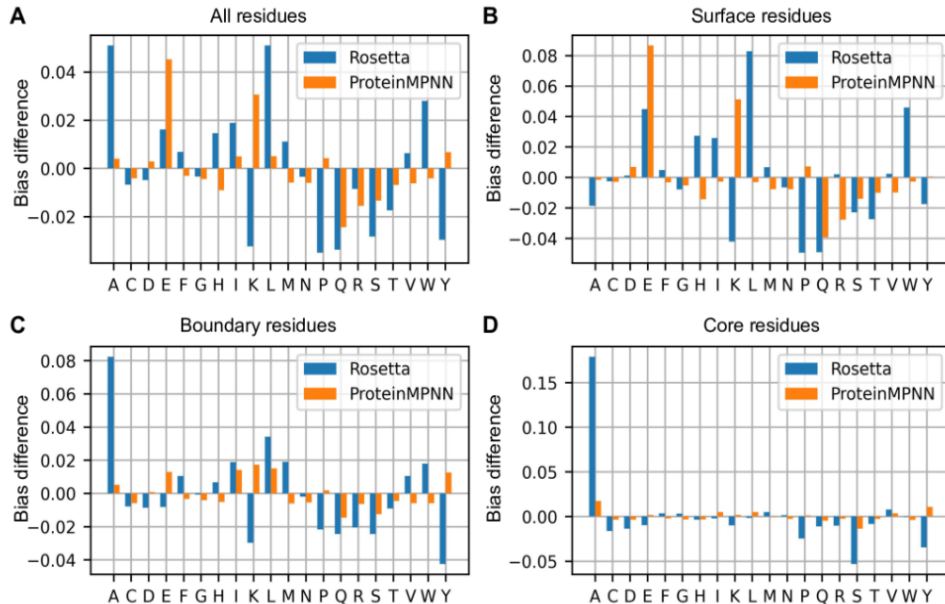 A All residues
Bias difference
0.04
0.02
0.00
−0.02
Rosetta
ProteinMPNN
A C D E F G H I K L M N P Q R S T V W Y
B Surface residues
Bias difference
0.08
0.06
0.04
0.02
0.00
−0.02
−0.04
Rosetta
ProteinMPNN
A C D E F G H I K L M N P Q R S T V W Y
C Boundary residues
Bias difference
0.08
0.06
0.04
0.02
0.00
−0.02
−0.04
Rosetta
ProteinMPNN
A C D E F G H I K L M N P Q R S T V W Y
D Core residues
Bias difference
0.15
0.10
0.05
0.00
−0.05
Rosetta
ProteinMPNN
A C D E F G H I K L M N P Q R S T V W Y